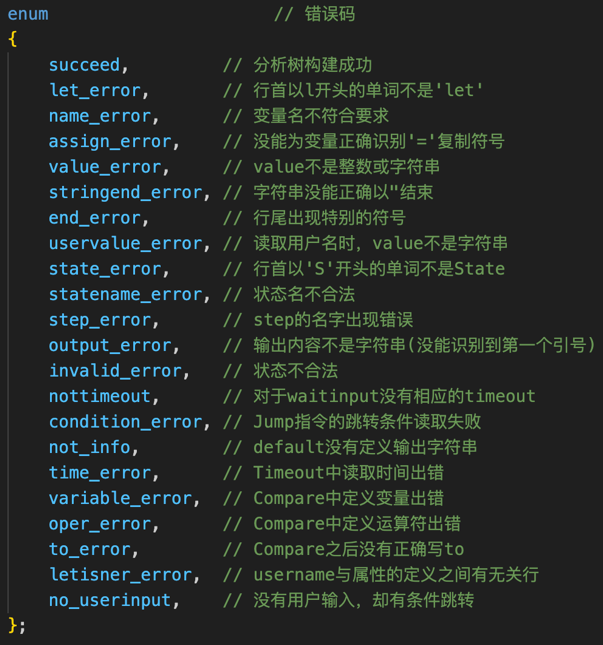 enum                      // 错误码
{
    succeed,         // 分析树构建成功
    let_error,       // 行首以l开头的单词不是'let'
    name_error,      // 变量名不符合要求
    assign_error,    // 没能为变量正确识别'='复制符号
    value_error,     // value不是整数或字符串
    stringend_error, // 字符串没能正确以"结束
    end_error,       // 行尾出现特别的符号
    uservalue_error, // 读取用户名时，value不是字符串
    state_error,     // 行首以'S'开头的单词不是State
    statename_error, // 状态名不合法
    step_error,      // step的名字出现错误
    output_error,    // 输出内容不是字符串(没能识别到第一个引号)
    invalid_error,   // 状态不合法
    nottimeout,      // 对于waitinput没有相应的timeout
    condition_error, // Jump指令的跳转条件读取失败
    not_info,        // default没有定义输出字符串
    time_error,      // Timeout中读取时间出错
    variable_error,  // Compare中定义变量出错
    oper_error,      // Compare中定义运算符出错
    to_error,        // Compare之后没有正确写to
    letisner_error,  // username与属性的定义之间有无关行
    no_userinput,    // 没有用户输入，却有条件跳转
};